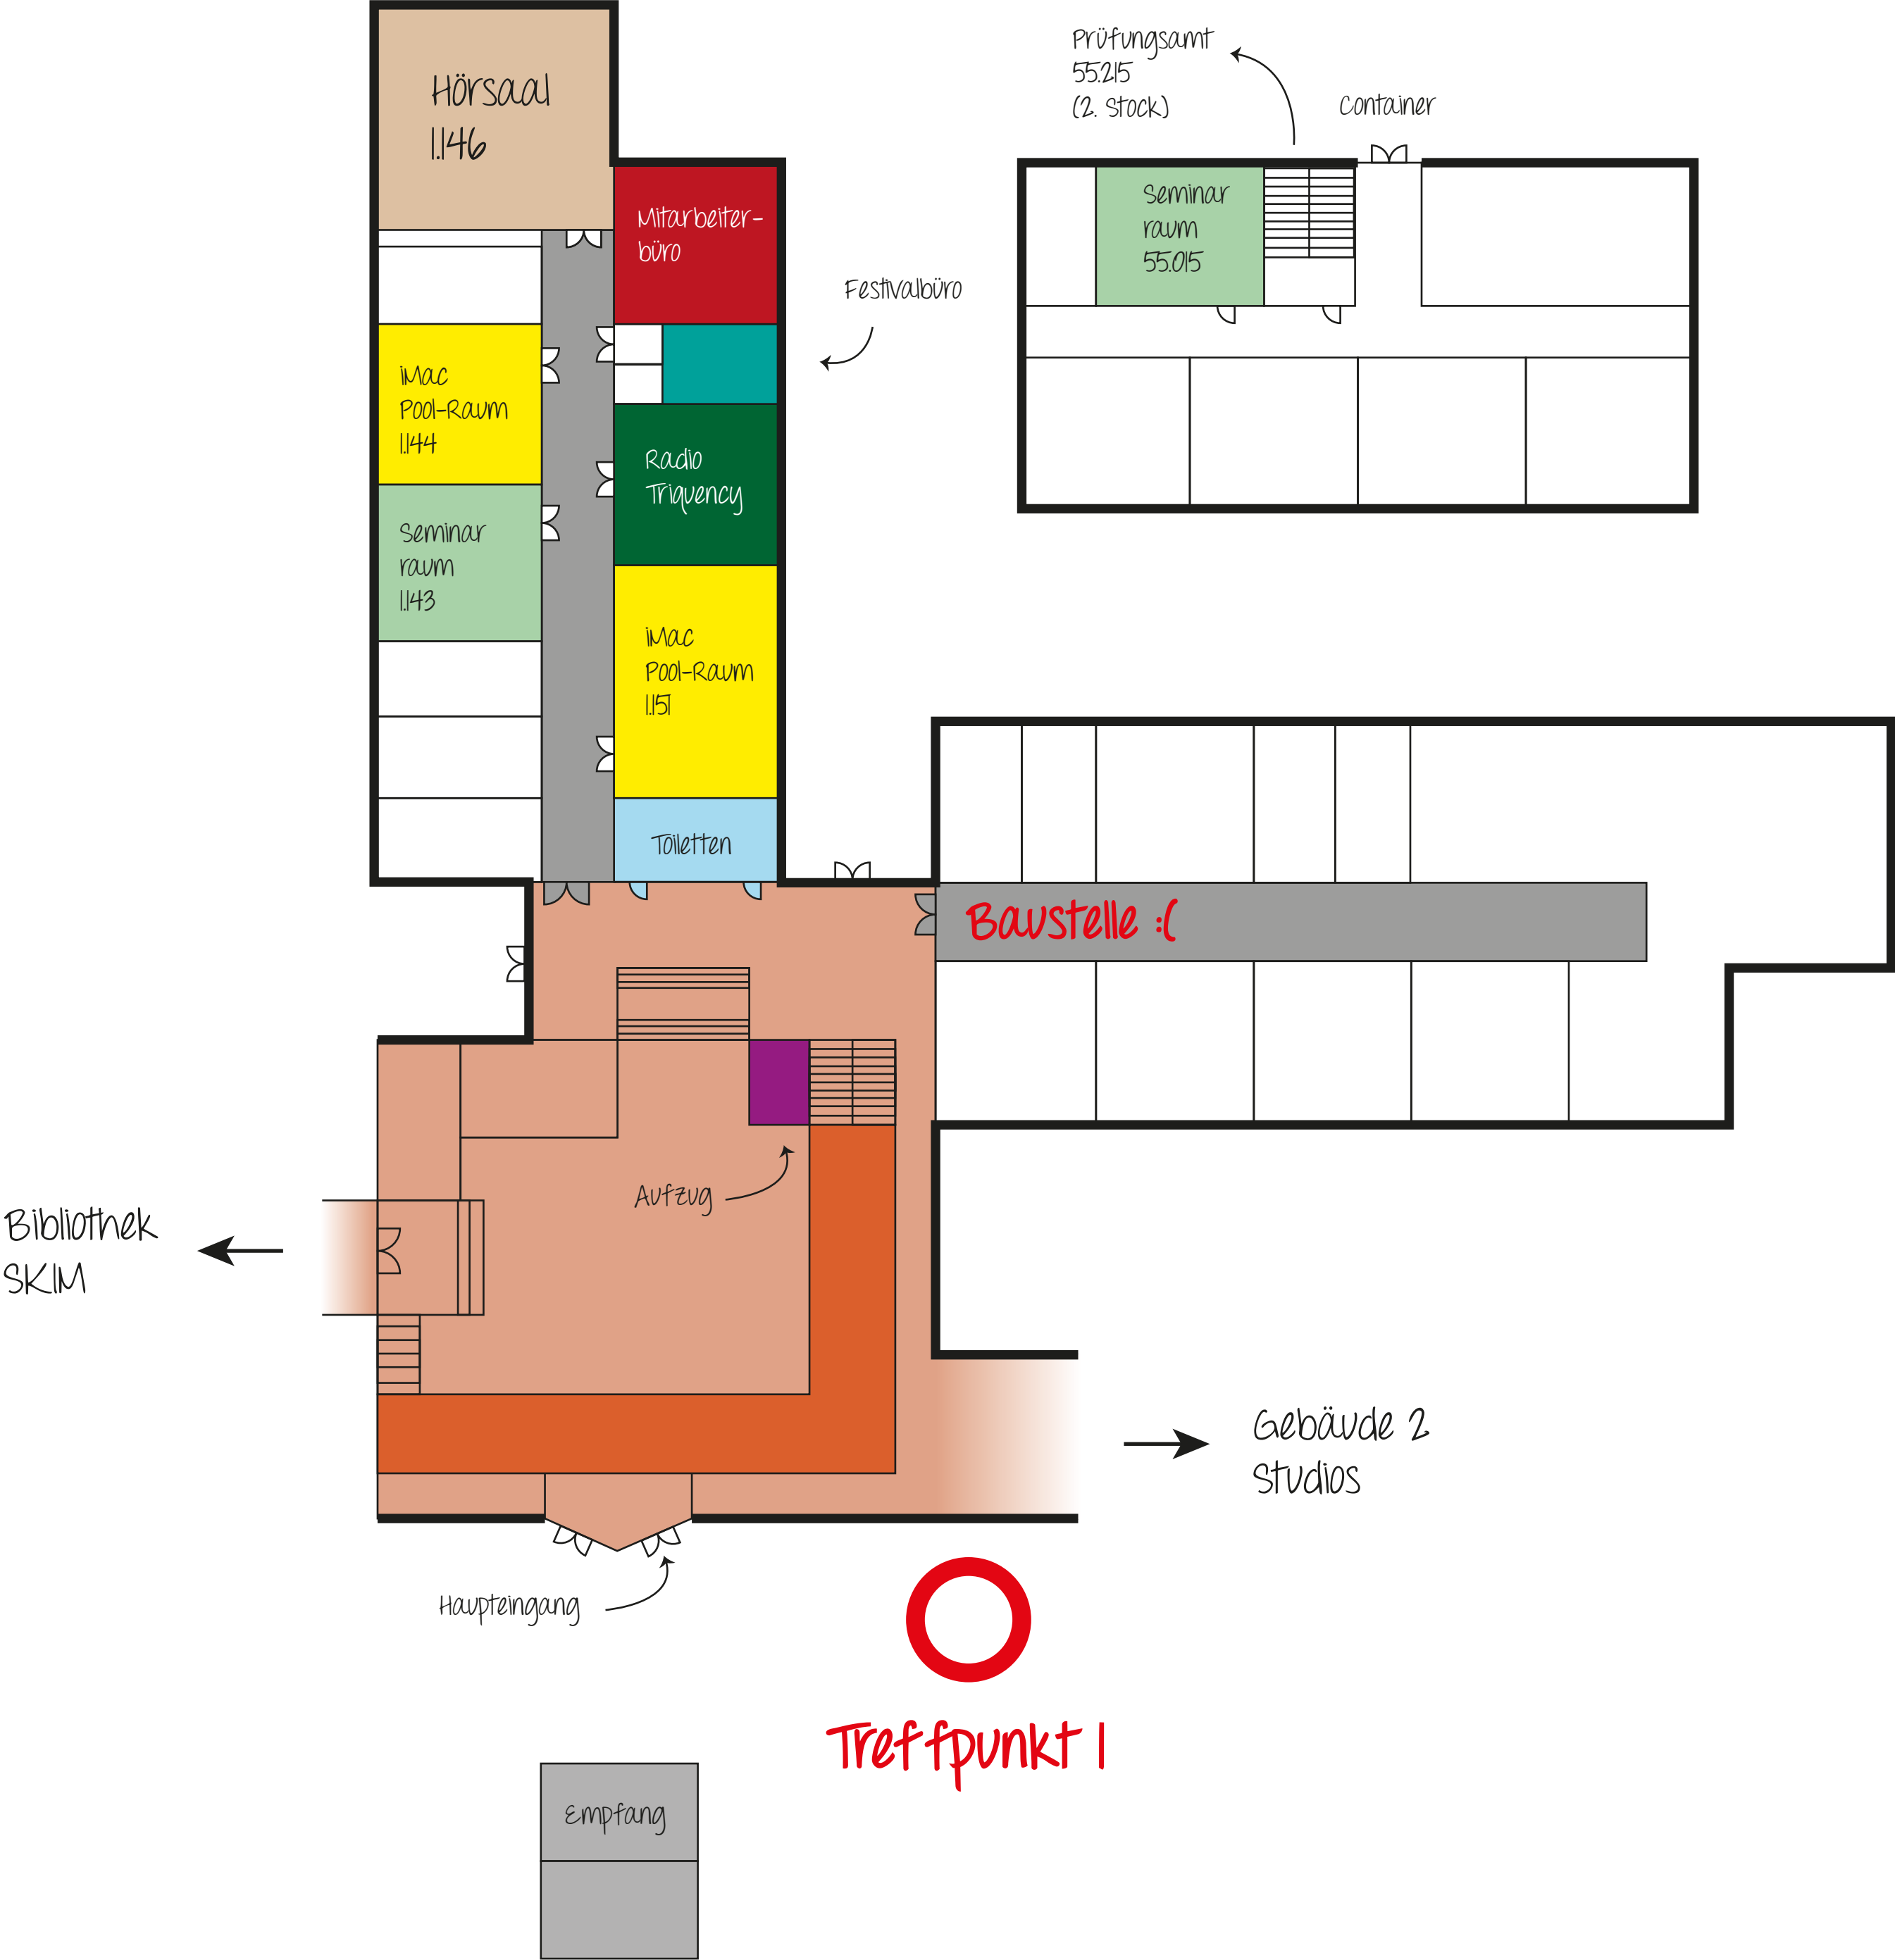 Hörsaal
1.146
Prüfungsamt
55.215
(2. Stock)
Container
Seminar
raum
55.015
Mitarbeiter-
büro
Festivalbüro
iMac
Pool-Raum
1.144
Radio
Triquency
Seminar
raum
1.143
iMac
Pool-Raum
1.151
Toiletten
Baustelle :(
Aufzug
Bibliothek
SKIM
Gebäude 2
Studios
Haupteingang
Treffpunkt 1
Empfang